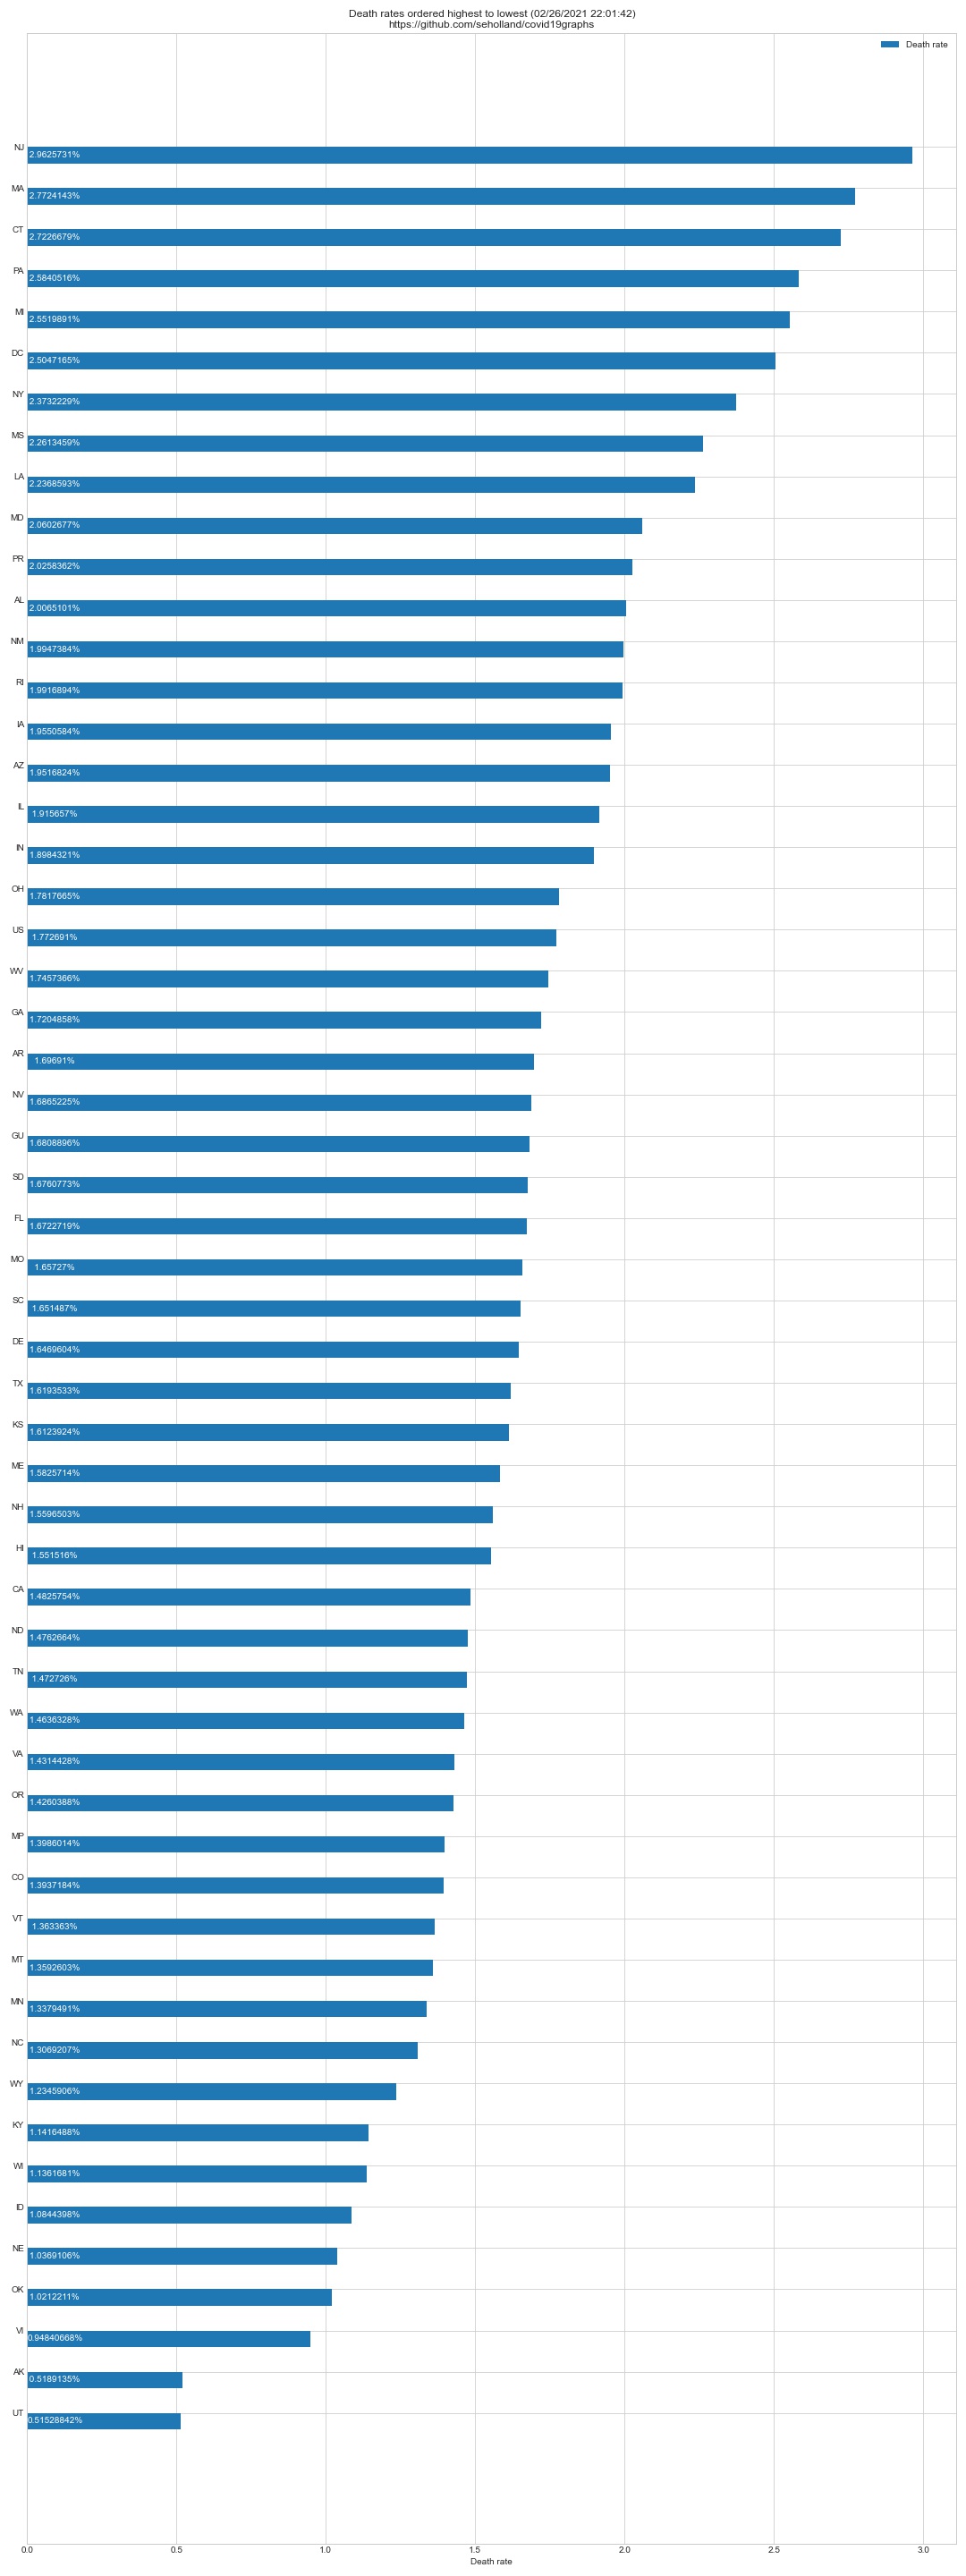 Death rates ordered highest to lowest (02/26/2021 22:01:42)
https://github.com/seholland/covid19graphs
Death rate
NJ 2.9625731%
MA 2.7724143%
CT 2.7226679%
PA 2.5840516%
MI 2.5519891%
DC 2.5047165%
NY 2.3732229%
MS 2.2613459%
LA 2.2368593%
MD 2.0602677%
PR 2.0258362%
AL 2.0065101%
NM 1.9947384%
RI 1.9916894%
IA 1.9550584%
AZ 1.9516824%
IL 1.915657%
IN 1.8984321%
OH 1.7817665%
US 1.772691%
WV 1.7457366%
GA 1.7204858%
AR 1.69691%
NV 1.6865225%
GU 1.6808896%
SD 1.6760773%
FL 1.6722719%
MO 1.65727%
SC 1.651487%
DE 1.6469604%
TX 1.6193533%
KS 1.6123924%
ME 1.5825714%
NH 1.5596503%
HI 1.551516%
CA 1.4825754%
ND 1.4762664%
TN 1.472726%
WA 1.4636328%
VA 1.4314428%
OR 1.4260388%
MP 1.3986014%
CO 1.3937184%
VT 1.363363%
MT 1.3592603%
MN 1.3379491%
NC 1.3069207%
WY 1.2345906%
KY 1.1416488%
WI 1.1361681%
ID 1.0844398%
NE 1.0369106%
OK 1.0212211%
VI 0.94840668%
AK 0.5189135%
UT 0.51528842%
0.0 0.5 1.0 1.5 2.0 2.5 3.0
Death rate